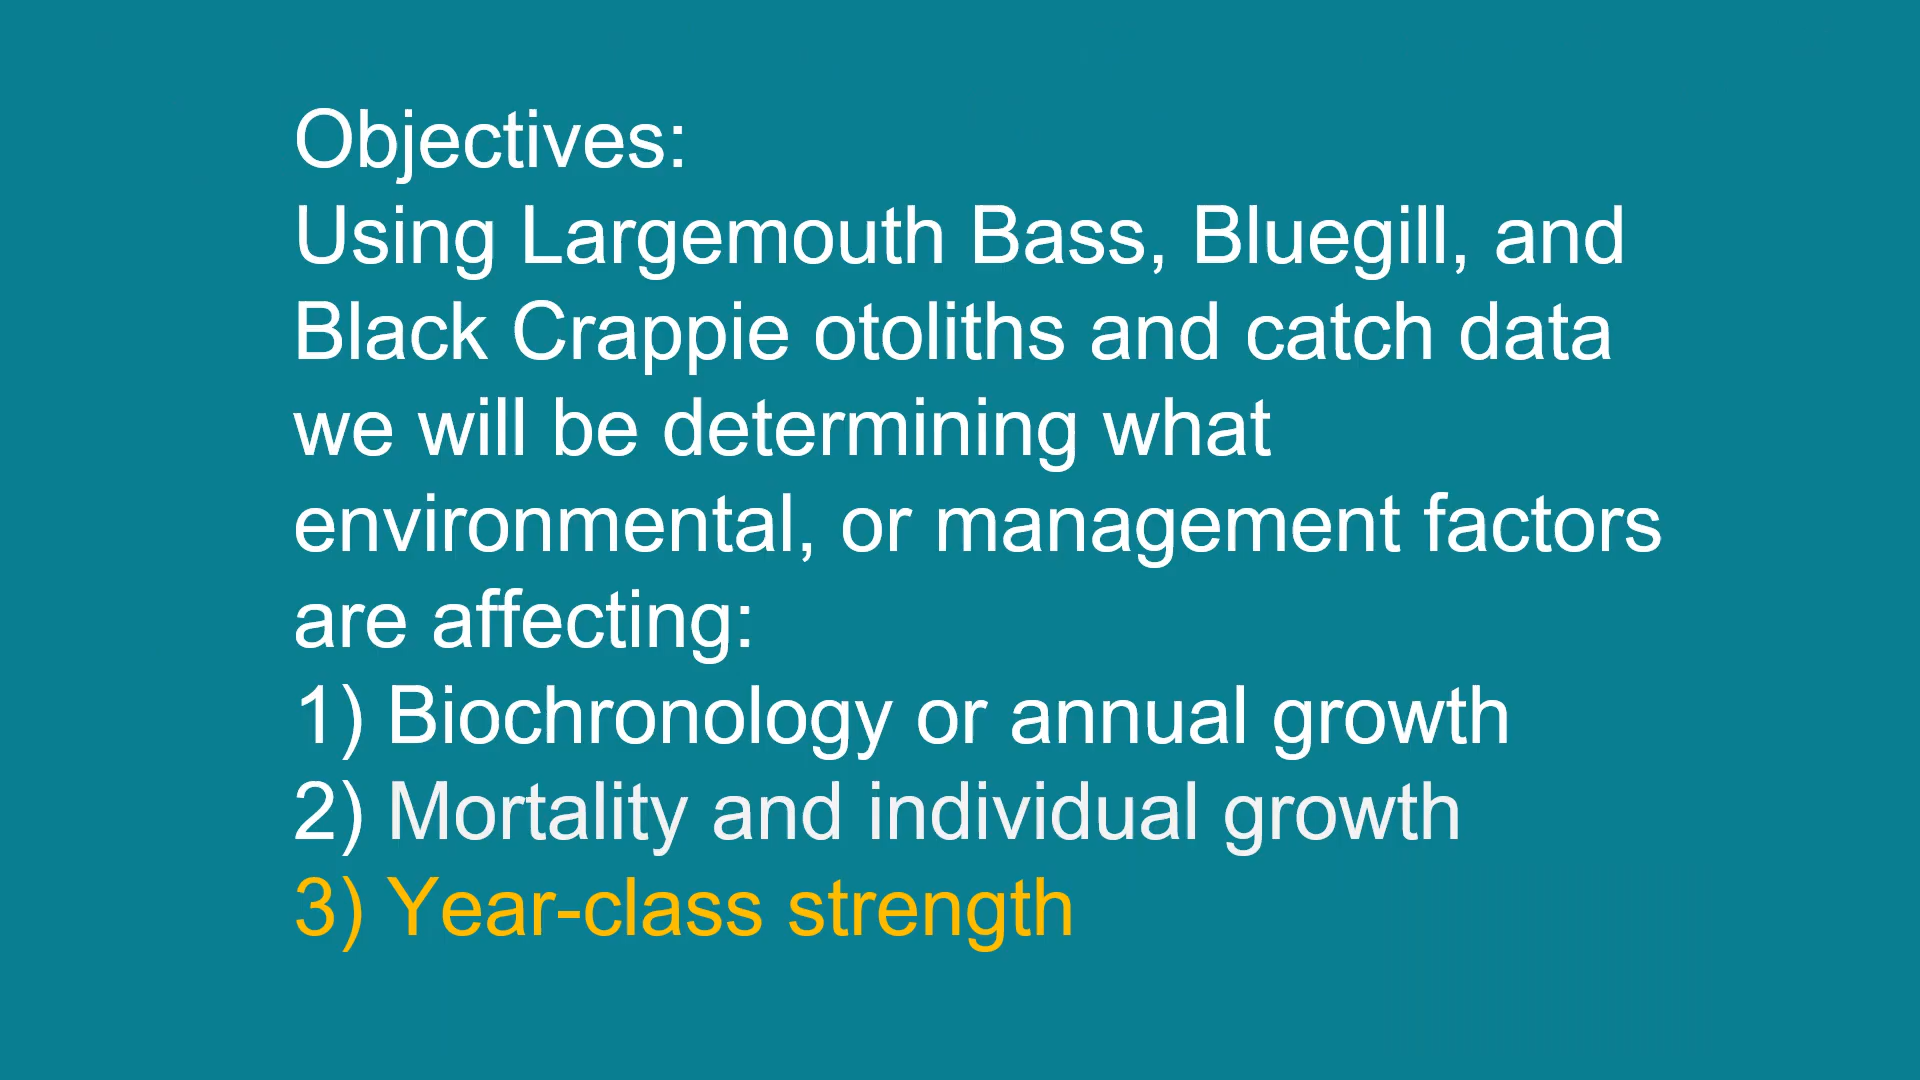 Objectives:
Using Largemouth Bass, Bluegill, and
Black Crappie otoliths and catch data
we will be determining what
environmental, or management factors
are affecting:
1) Biochronology or annual growth
2) Mortality and individual growth
3) Year-class strength